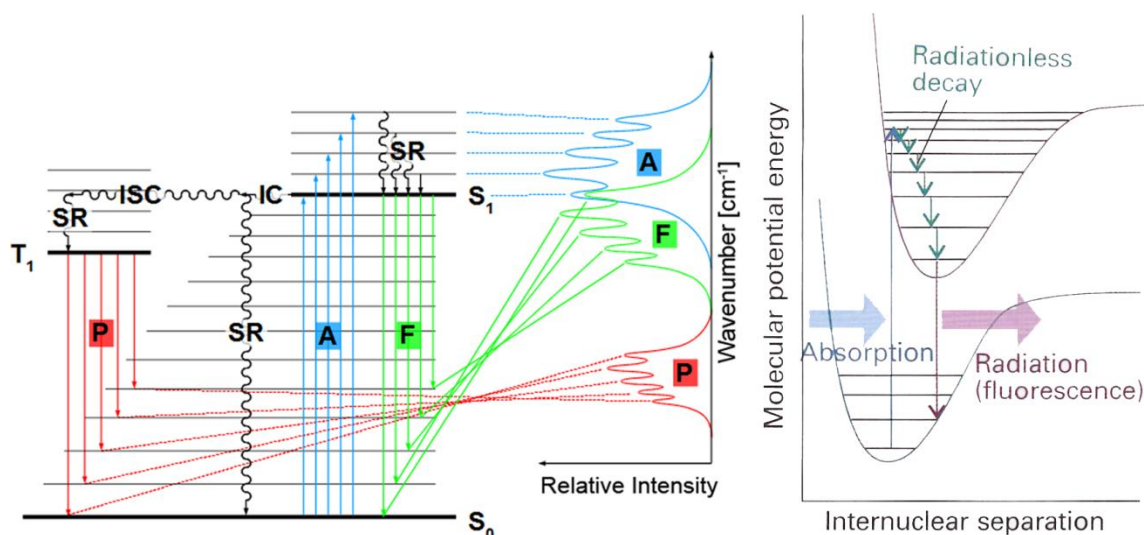 SR
ISC
IC
S1
SR
T1
P
SR
A
F
S0
A
F
P
Wavenumber [cm-1]
Relative Intensity
Molecular potential energy
Radiationless
decay
Absorption
Radiation
(fluorescence)
Internuclear separation